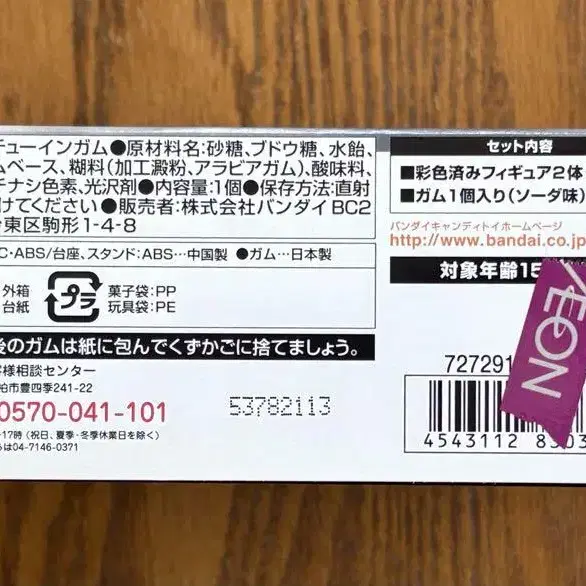 チューインガム●原材料名:砂糖、ブドウ糖、水飴、
ムベース、糊料(加工澱粉、アラビアガム)、酸味料、
チナシ色素、光沢剤●内容量:1個●保存方法:直射
けてください●販売者:株式会社バンダイ BC2
東区駒形1-4-8
C・ABS/台座、スタンド:ABS…中国製 ●ガム…日本製
外箱
台紙
プラ
菓子袋:PP
玩具袋:PE
後のガムは紙に包んでくずかごに捨てましょう。
客様相談センター
柏市豊四季241-22
0570-041-101
17時(祝日、夏季・冬季休業日を除く)
は04-7146-0371
53782113
セット内容
■彩色済みフィギュア2体
■ガム1個入り(ソーダ味)
バンダイキャンディトイホームページ
http://www.bandai.co.jp
対象年齢15
AEON
727291
4543112 8303